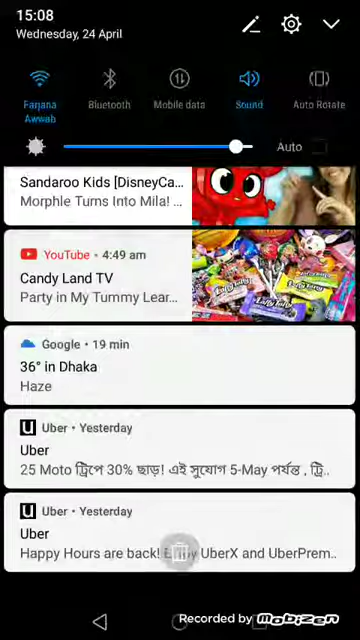 15:08
Wednesday, 24 April
Farjana Awwab
Bluetooth
Mobile data
Sound
Auto Rotate
Auto
Sandaroo Kids [DisneyCa...
Morphle Turns Into Mila! ...
YouTube • 4:49 am
Candy Land TV
Party in My Tummy Lear...
Laffy Taffy
Google • 19 min
36° in Dhaka
Haze
Uber • Yesterday
Uber
25 Moto ট্রিপে 30% ছাড়! এই সুযোগ 5-May পর্যন্ত , ট্রি..
Uber • Yesterday
Uber
Happy Hours are back! UberX and UberPrem..
Recorded by Mobizen